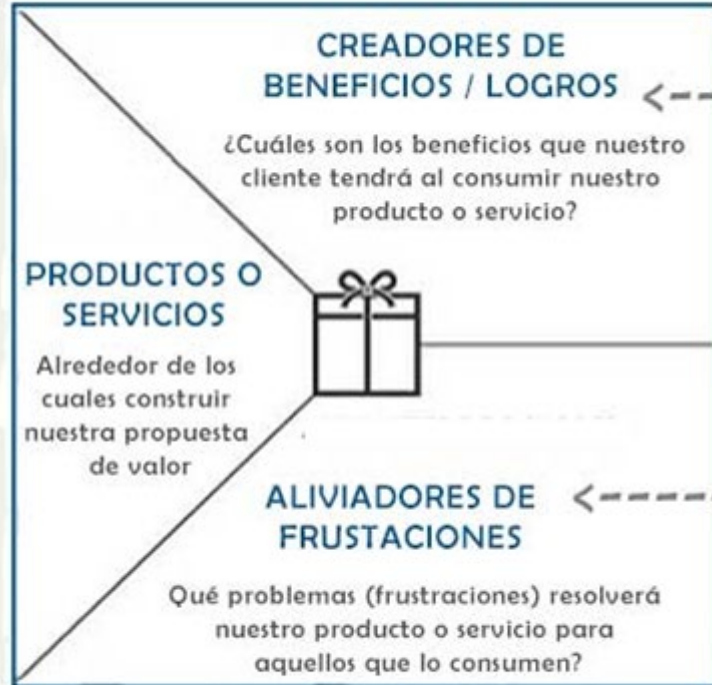 CREADORES DE
BENEFICIOS / LOGROS
¿Cuáles son los beneficios que nuestro
cliente tendrá al consumir nuestro
producto o servicio?
PRODUCTOS O
SERVICIOS
Alrededor de los
cuales construir
nuestra propuesta
de valor
ALIVIADORES DE
FRUSTACIONES
Qué problemas (frustraciones) resolverá
nuestro producto o servicio para
aquellos que lo consumen?